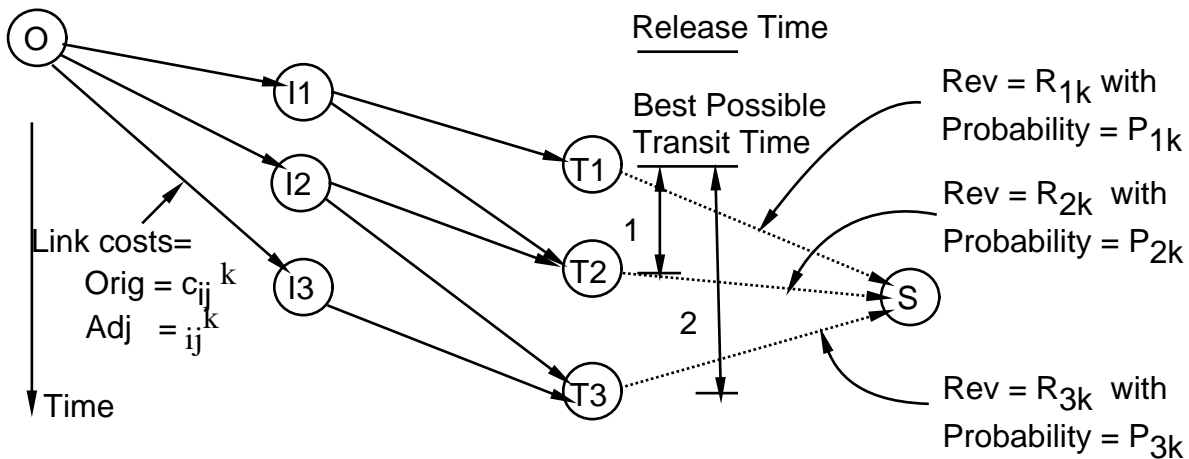 O
Release Time
I1
Best Possible
Transit Time
Rev = R1k with
Probability = P1k
T1
I2
1
Rev = R2k with
Probability = P2k
Link costs=
Orig = cij k
Adj = ij k
I3
T2
S
2
T3
Time
Rev = R3k with
Probability = P3k